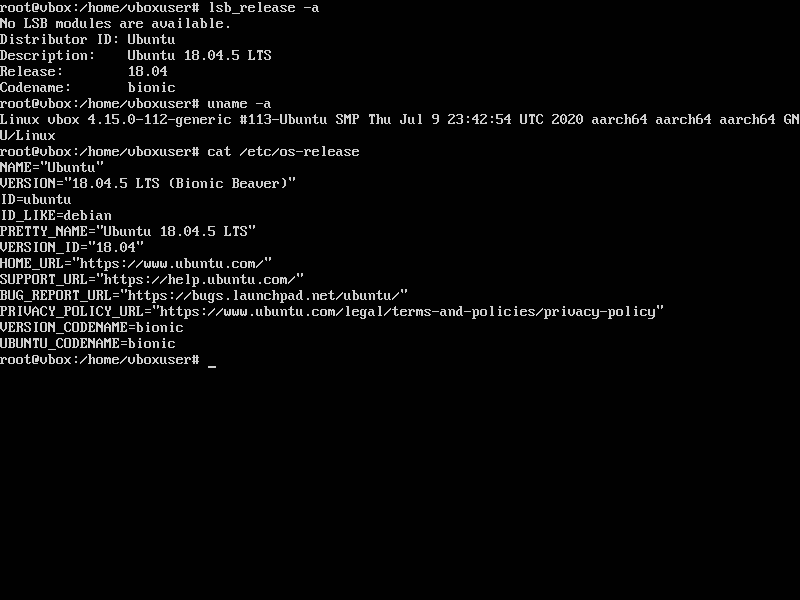 root@vbox:/home/vboxuser# lsb_release -a
No LSB modules are available.
Distributor ID: Ubuntu
Description:    Ubuntu 18.04.5 LTS
Release:        18.04
Codename:       bionic
root@vbox:/home/vboxuser# uname -a
Linux vbox 4.15.0-112-generic #113-Ubuntu SMP Thu Jul 9 23:42:54 UTC 2020 aarch64 aarch64 aarch64 GN
U/Linux
root@vbox:/home/vboxuser# cat /etc/os-release
NAME="Ubuntu"
VERSION="18.04.5 LTS (Bionic Beaver)"
ID=ubuntu
ID_LIKE=debian
PRETTY_NAME="Ubuntu 18.04.5 LTS"
VERSION_ID="18.04"
HOME_URL="https://www.ubuntu.com/"
SUPPORT_URL="https://help.ubuntu.com/"
BUG_REPORT_URL="https://bugs.launchpad.net/ubuntu/"
PRIVACY_POLICY_URL="https://www.ubuntu.com/legal/terms-and-policies/privacy-policy"
VERSION_CODENAME=bionic
UBUNTU_CODENAME=bionic
root@vbox:/home/vboxuser# _